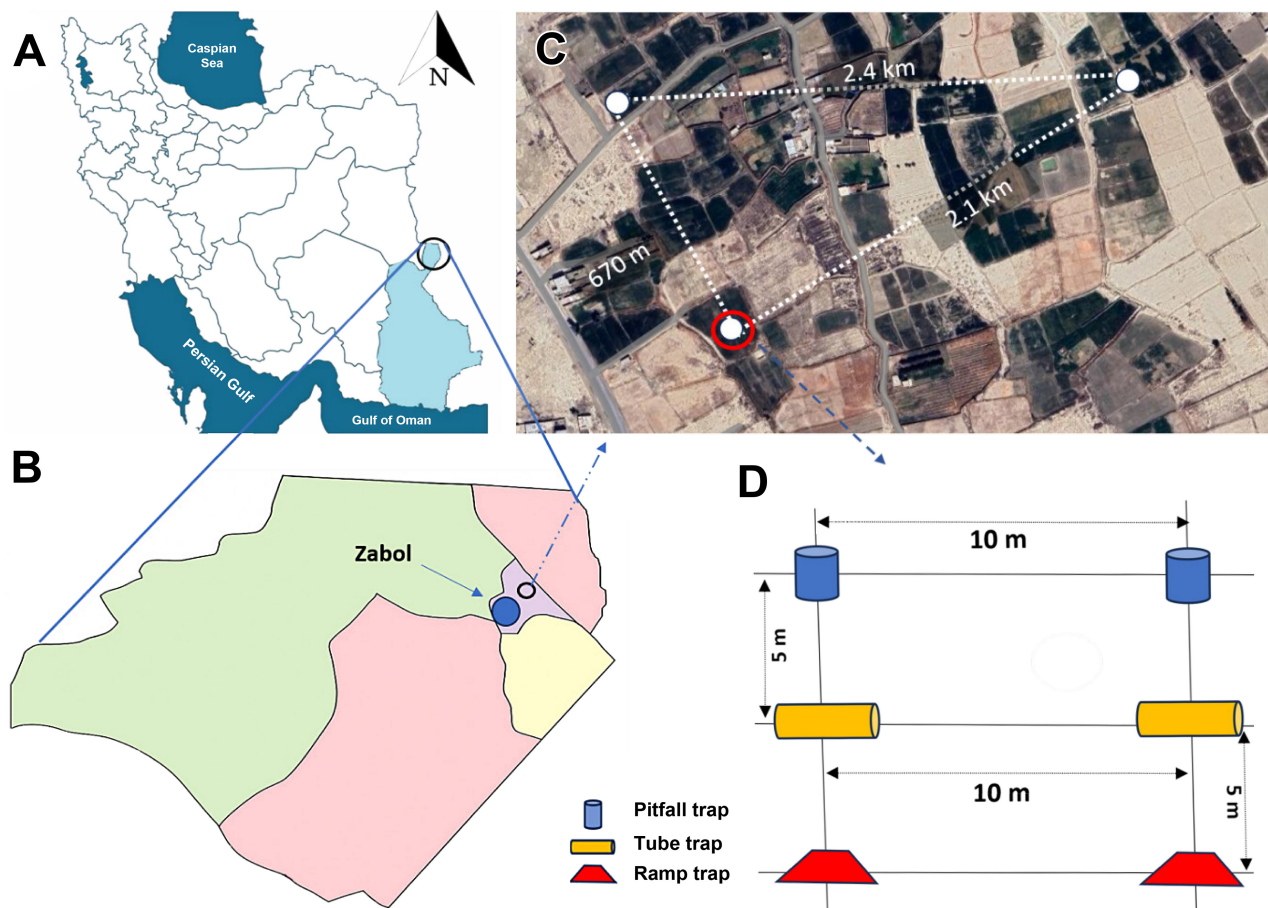 A
Caspian
Sea
N
Persian Gulf
Gulf of Oman
C
2.4 km
2.1 km
670 m
B
Zabol
D
10 m
5 m
10 m
5 m
Pitfall trap
Tube trap
Ramp trap